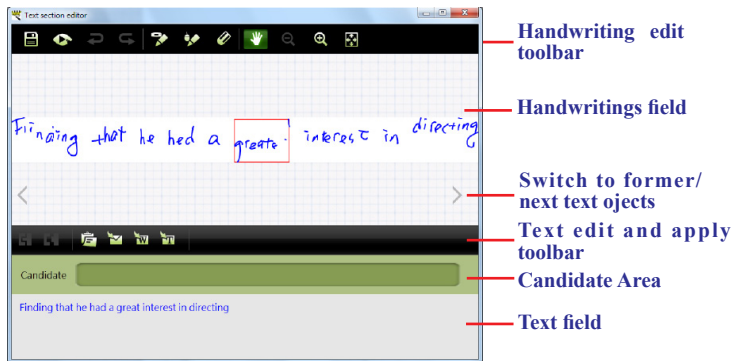 Text section editor
Handwriting edit
toolbar
Finding that he hed a greate interest in directing
Handwritings field
Switch to former/
next text ojects
Text edit and apply
toolbar
W
T
Candidate
Candidate Area
Finding that he had a great interest in directing
Text field